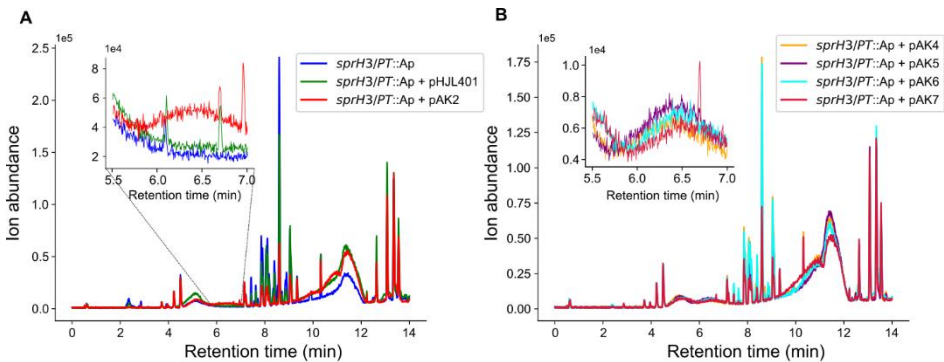 A
1e5
2.5
2.0
1.5
1.0
0.5
0.0
Ion abundance
0 2 4 6 8 10 12 14
Retention time (min)
1e4
8
6
4
2
5.5 6.0 6.5 7.0
Retention time (min)
sprH3/PT::Ap
sprH3/PT::Ap + pHJL401
sprH3/PT::Ap + pAK2
B
1e5
1.75
1.50
1.25
1.00
0.75
0.50
0.25
0.00
Ion abundance
0 2 4 6 8 10 12 14
Retention time (min)
1e4
1.0
0.8
0.6
0.4
5.5 6.0 6.5 7.0
Retention time (min)
sprH3/PT::Ap + pAK4
sprH3/PT::Ap + pAK5
sprH3/PT::Ap + pAK6
sprH3/PT::Ap + pAK7